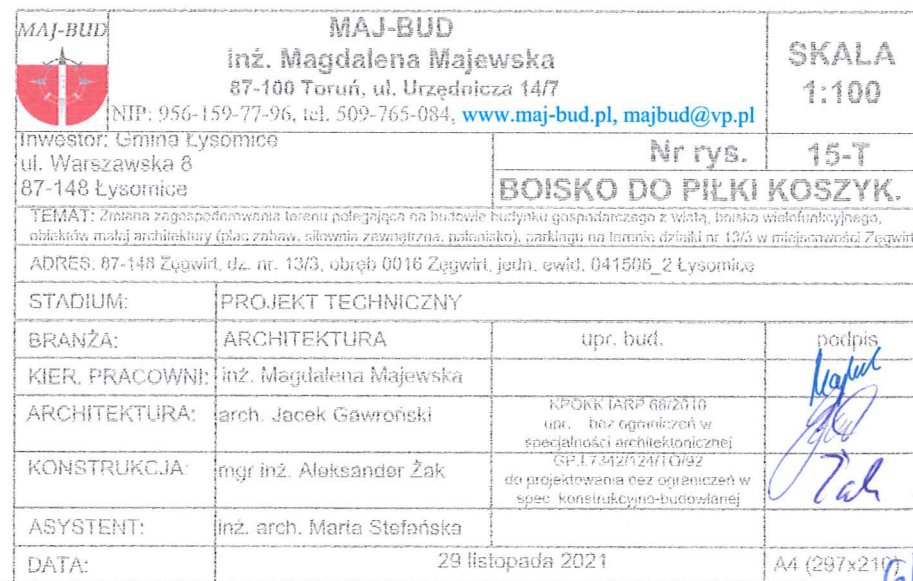 MAJ-BUD
MAJ-BUD
inż. Magdalena Majewska
87-100 Toruń, ul. Urzędnicza 14/7
NIP: 956-159-77-96, tel. 509-765-084, www.maj-bud.pl, majbud@vp.pl
SKALA
1:100
Inwestor: Gmina Łysomice
ul. Warszawska 8
87-148 Łysomice
Nr rys. 15-T
BOISKO DO PIŁKI KOSZYK.
TEMAT: Zmiana zagospodarowania terenu polegająca na budowie budynku gospodarczego z wiatą, boiska wielofunkcyjnego,
obiektów małej architektury (plac zabaw, siłownia zewnętrzna, palenisko), parkingu na terenie działki nr 13/3 w miejscowości Zęgwirt
ADRES: 87-148 Zęgwirt, dz. nr. 13/3, obręb 0016 Zęgwirt, jedn. ewid. 041506_2 Łysomice
STADIUM: PROJEKT TECHNICZNY
BRANŻA: ARCHITEKTURA upr. bud. podpis
KIER. PRACOWNI: inż. Magdalena Majewska
ARCHITEKTURA: arch. Jacek Gawroński
KPOKK IARP 66/2010
upr. bez ograniczeń w
specjalności architektonicznej
KONSTRUKCJA: mgr inż. Aleksander Żak
GP.I.7342/124/TO/92
do projektowania bez ograniczeń w
spec. konstrukcyjno-budowlanej
ASYSTENT: inż. arch. Maria Stefańska
DATA: 29 listopada 2021 A4 (297x210)